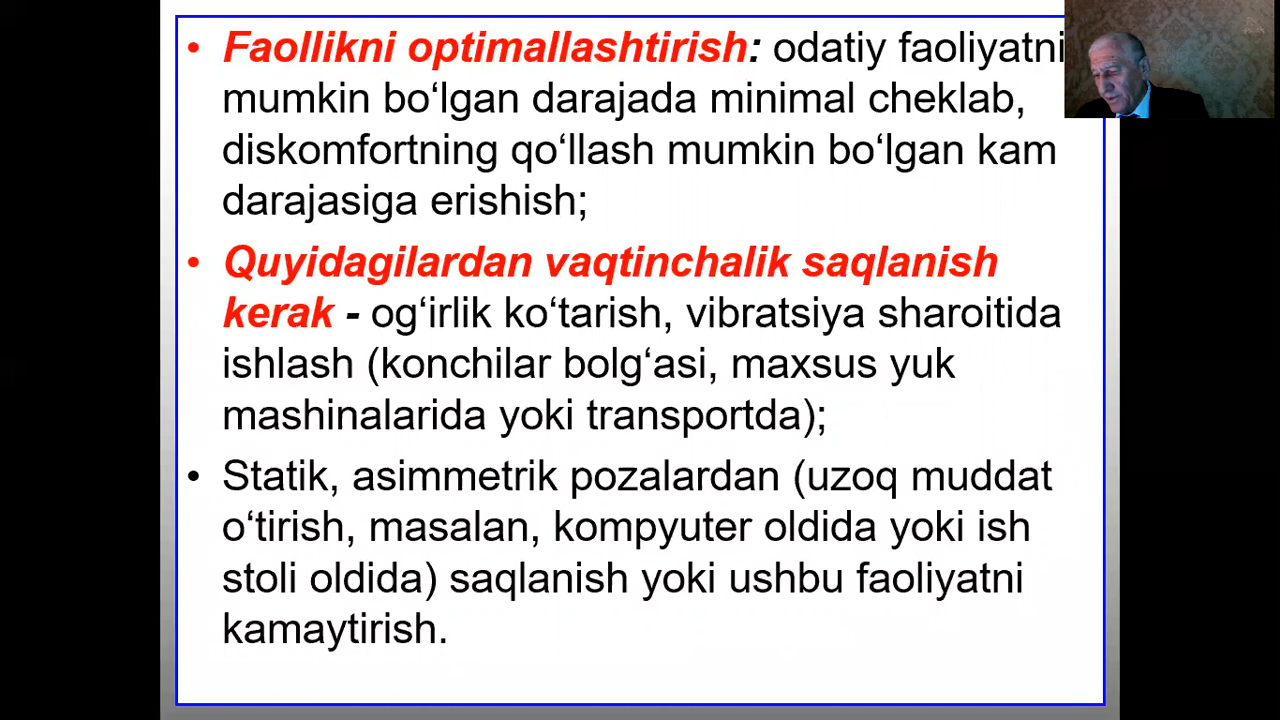 • Faollikni optimallashtirish: odatiy faoliyatni
mumkin bo‘lgan darajada minimal cheklab,
diskomfortning qo‘llash mumkin bo‘lgan kam
darajasiga erishish;
• Quyidagilardan vaqtinchalik saqlanish
kerak - og‘irlik ko‘tarish, vibratsiya sharoitida
ishlash (konchilar bolg‘asi, maxsus yuk
mashinalarida yoki transportda);
• Statik, asimmetrik pozalardan (uzoq muddat
o‘tirish, masalan, kompyuter oldida yoki ish
stoli oldida) saqlanish yoki ushbu faoliyatni
kamaytirish.